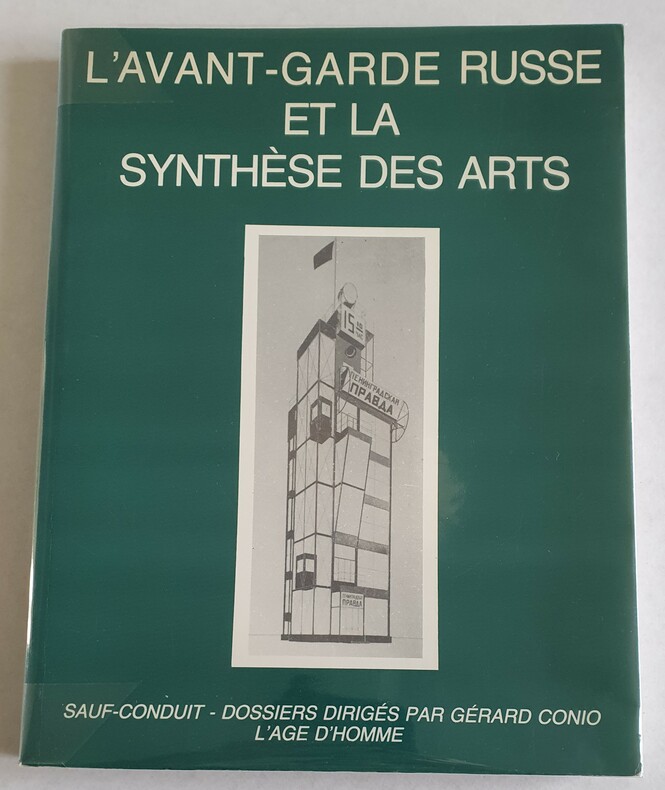 L'AVANT-GARDE RUSSE
ET LA
SYNTHÈSE DES ARTS
15
ЛЕНИНГРАДСКАЯ
ПРАВДА
ПРАВДА
SAUF-CONDUIT - DOSSIERS DIRIGÉS PAR GÉRARD CONIO
L'AGE D'HOMME